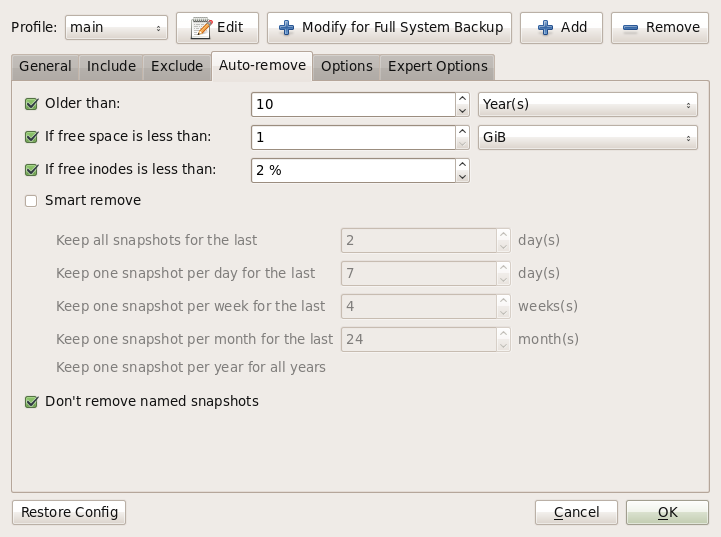 Profile: main Edit Modify for Full System Backup Add Remove
General Include Exclude Auto-remove Options Expert Options
Older than: 10 Year(s)
If free space is less than: 1 GiB
If free inodes is less than: 2 %
Smart remove
Keep all snapshots for the last 2 day(s)
Keep one snapshot per day for the last 7 day(s)
Keep one snapshot per week for the last 4 weeks(s)
Keep one snapshot per month for the last 24 month(s)
Keep one snapshot per year for all years
Don't remove named snapshots
Restore Config Cancel OK